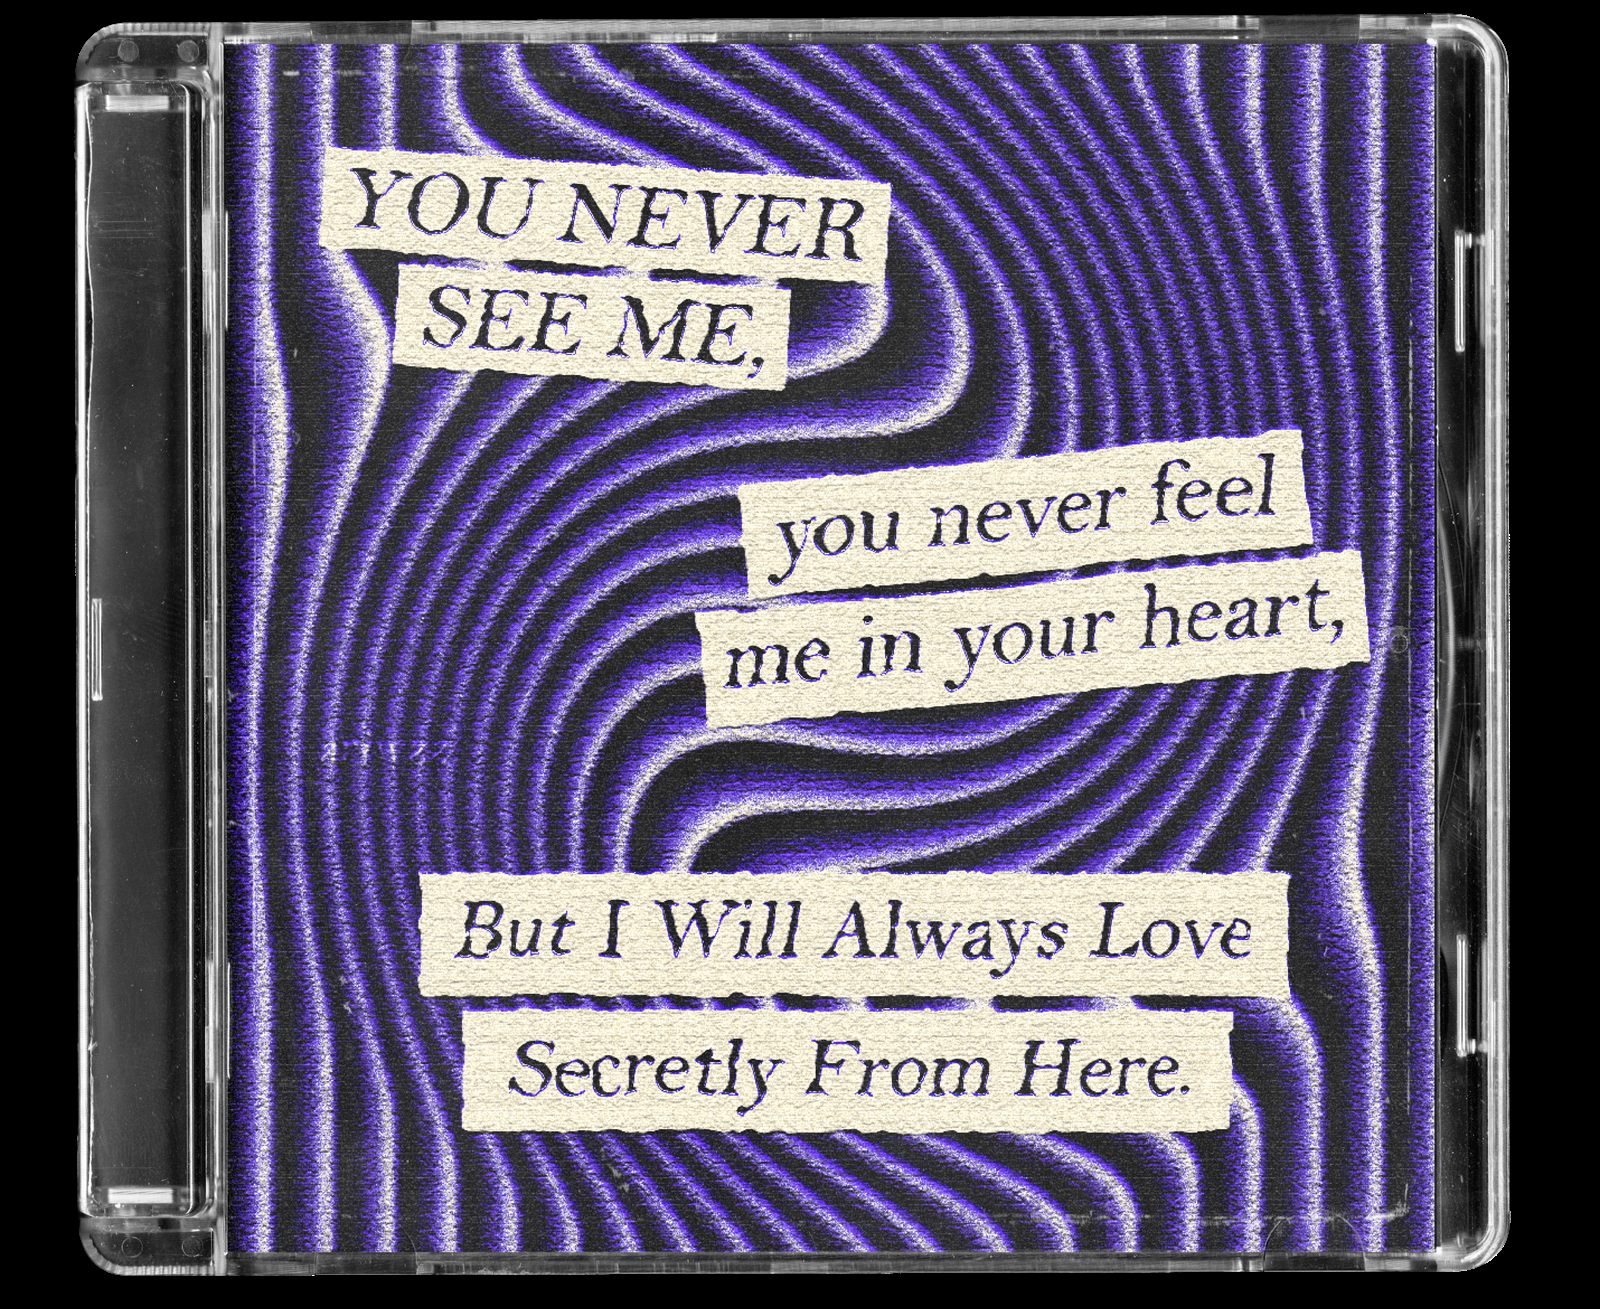 YOU NEVER
SEE ME,
you never feel
me in your heart,
But I Will Always Love
Secretly From Here.